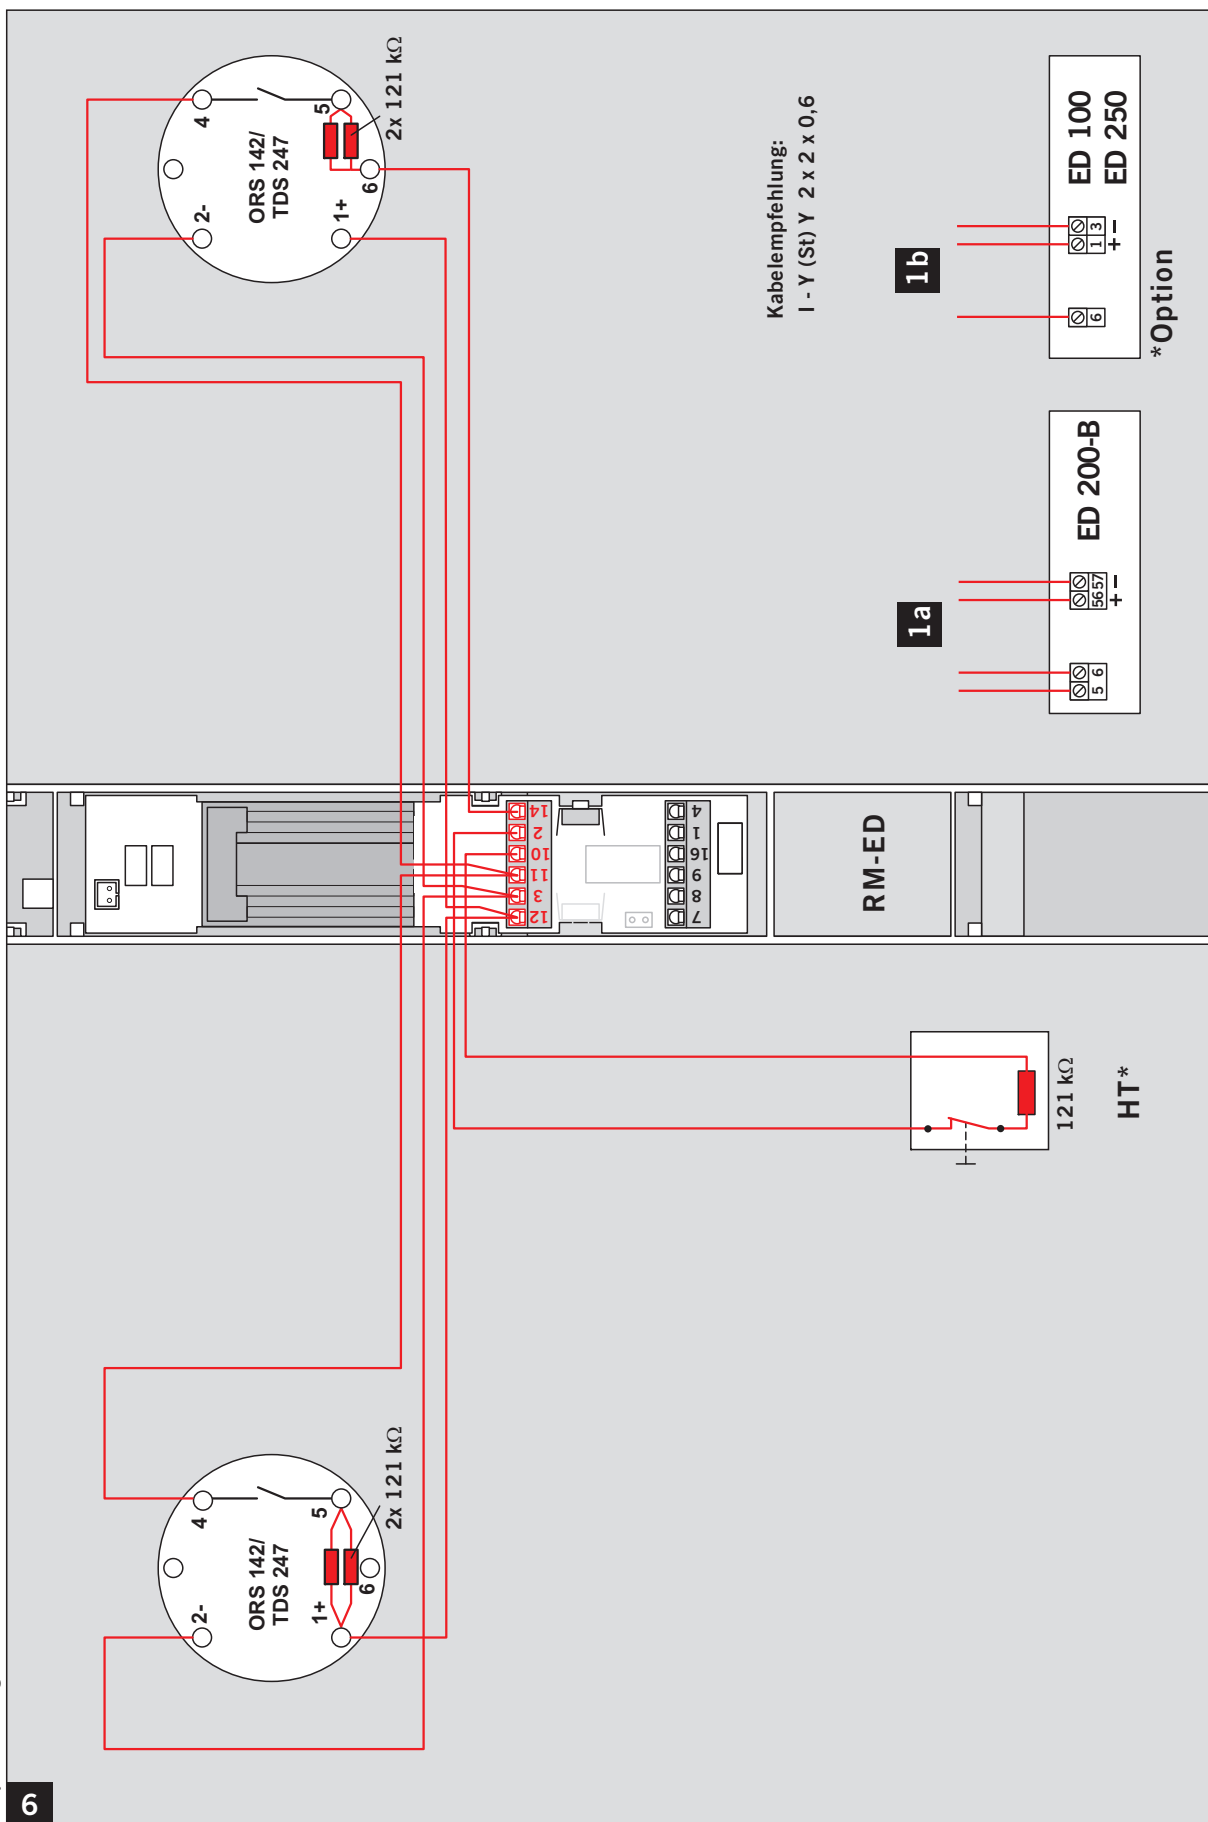 6
4
2-
ORS 142/
TDS 247
5
1+
6
2x 121 kΩ
4
2-
ORS 142/
TDS 247
5
1+
6
2x 121 kΩ
12
3
11
10
2
14
7
8
9
16
1
4
RM-ED
Kabelempfehlung:
I - Y (St) Y 2 x 2 x 0,6
121 kΩ
HT*
1a
5 6
56 57
+ −
ED 200-B
1b
6
1 3
+ −
ED 100
ED 250
*Option